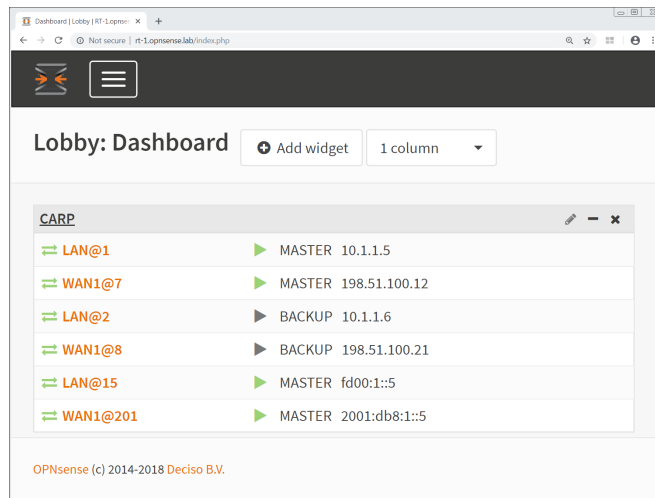 Dashboard | Lobby | RT-1.opnser
Not secure | rt-1.opnsense.lab/index.php
Lobby: Dashboard Add widget 1 column
CARP
LAN@1 MASTER 10.1.1.5
WAN1@7 MASTER 198.51.100.12
LAN@2 BACKUP 10.1.1.6
WAN1@8 BACKUP 198.51.100.21
LAN@15 MASTER fd00:1::5
WAN1@201 MASTER 2001:db8:1::5
OPNsense (c) 2014-2018 Deciso B.V.